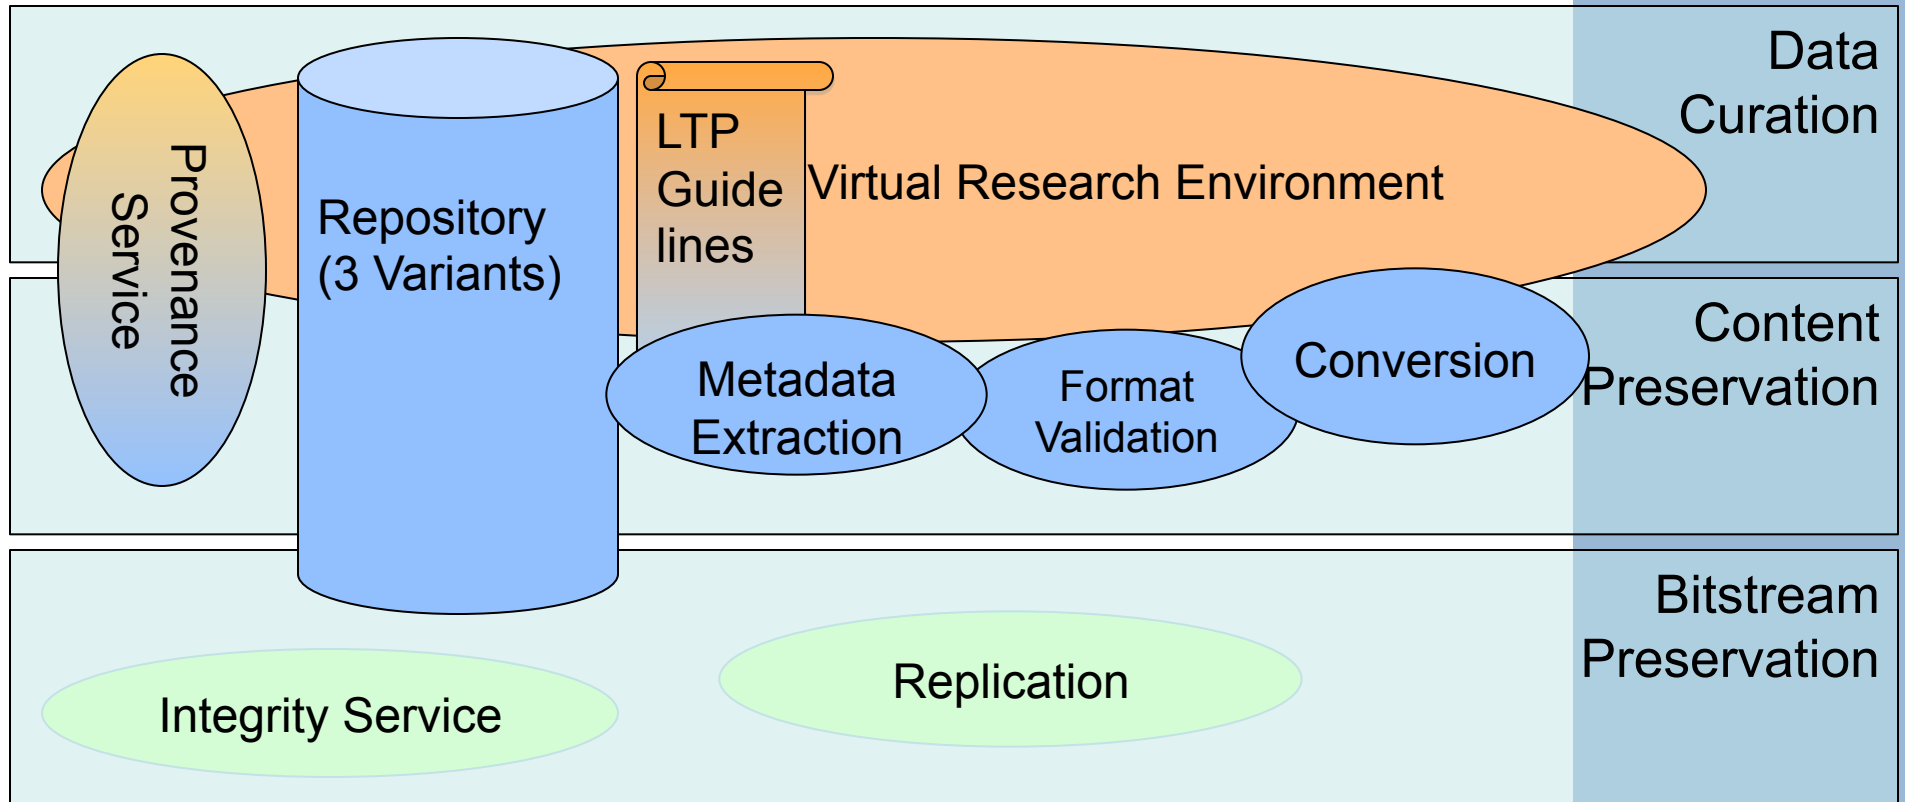 Data
Curation
Provenance
Service
Repository
(3 Variants)
LTP
Guide
lines
Virtual Research Environment
Content
Preservation
Metadata
Extraction
Format
Validation
Conversion
Bitstream
Preservation
Integrity Service
Replication